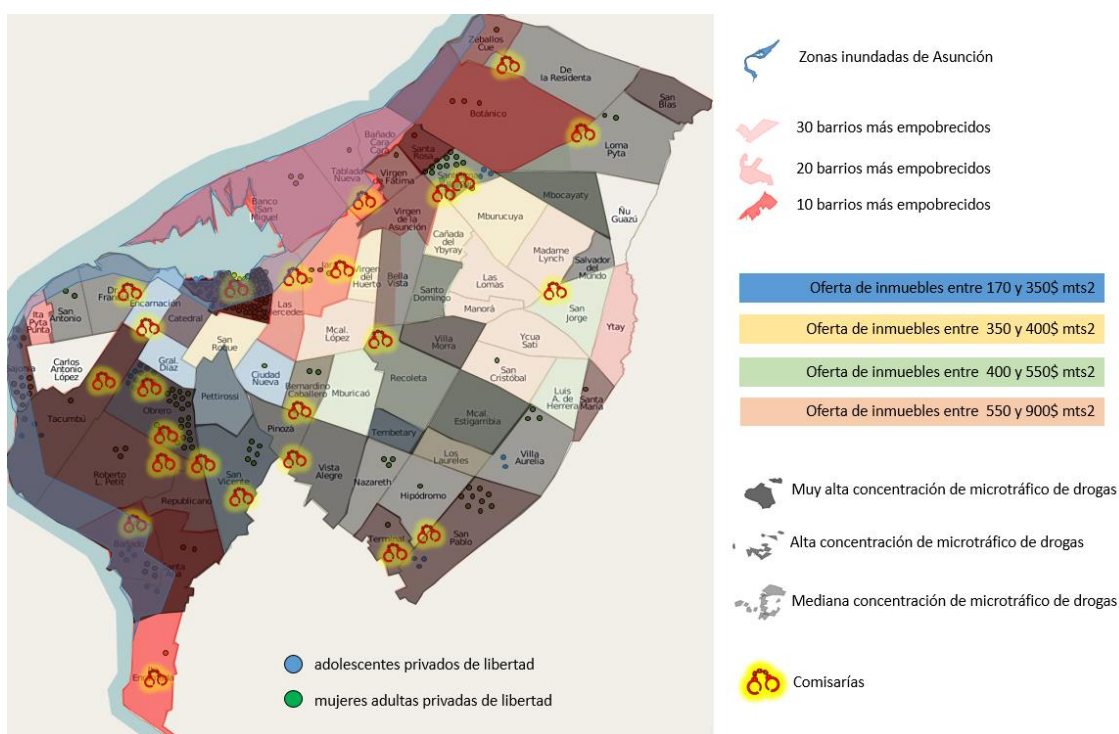 Zeballos
Cue
De
la Residenta
San
Blas
Botánico
Bañado
Cara
Cara
Santa
Rosa
Loma
Pyta
Tablada
Nueva
Virgen
de Fátima
Mbocayaty
Ñu
Guazú
Banco
San
Miguel
Virgen
de la
Asunción
Mburucuya
Cañada
del
Ybyray
Madame
Lynch
Salvador
del
Mundo
Virgen
del
Huerto
Bella
Vista
Las
Lomas
Dr.
Encarnación
San
Antonio
Catedral
Las
Mercedes
Santo
Domingo
Manorá
San
Jorge
Ita
Pyta
Punta
Mcal.
López
Ytay
San
Roque
Villa
Morra
Ycua
Sati
Carlos
Antonio
López
Gral.
Díaz
Ciudad
Nueva
San
Cristóbal
Sajonia
Bernardino
Caballero
Recoleta
Pettirossi
Mburicaó
Luis
A. de
Herrera
Santa
María
Obrero
Tacumbú
Mcal.
Estigarribia
Pinozá
Tembetary
Los
Laureles
Villa
Aurelia
Roberto
L. Petit
San
Vicente
Vista
Alegre
Nazareth
Hipódromo
Republicano
San
Pablo
Terminal
Bañado
adolescentes privados de libertad
mujeres adultas privadas de libertad
Zonas inundadas de Asunción
30 barrios más empobrecidos
20 barrios más empobrecidos
10 barrios más empobrecidos
Oferta de inmuebles entre 170 y 350$ mts2
Oferta de inmuebles entre 350 y 400$ mts2
Oferta de inmuebles entre 400 y 550$ mts2
Oferta de inmuebles entre 550 y 900$ mts2
Muy alta concentración de microtráfico de drogas
Alta concentración de microtráfico de drogas
Mediana concentración de microtráfico de drogas
Comisarías